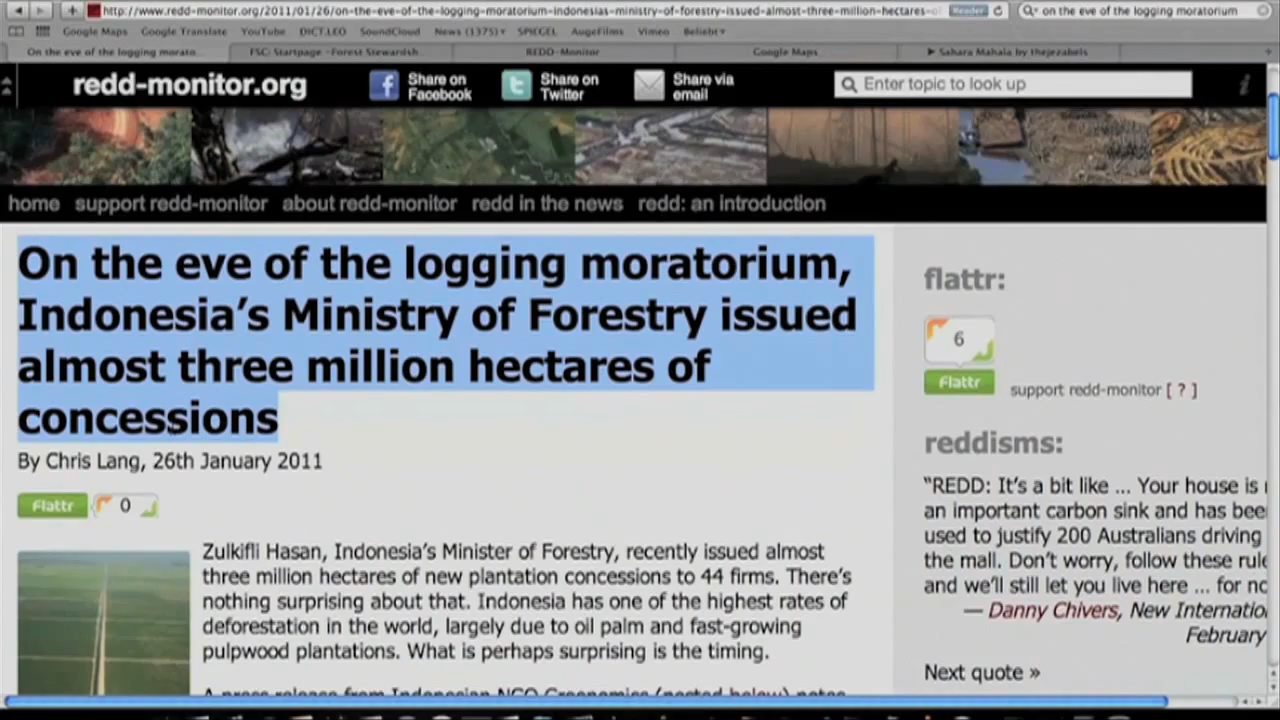 http://www.redd-monitor.org/2011/01/26/on-the-eve-of-the-logging-moratorium-indonesias-ministry-of-forestry-issued-almost-three-million-hectares-o
Reader
on the eve of the logging moratorium
Google Maps Google Translate YouTube DICT.LEO SoundCloud News (1375) SPIEGEL AugeFilms Vimeo Beliebt
On the eve of the logging morato...
FSC: Startpage - Forest Stewardsh...
REDD-Monitor
Google Maps
Sahara Mahala by thejezabels
redd-monitor.org
Share on
Facebook
Share on
Twitter
Share via
email
Enter topic to look up
i
home support redd-monitor about redd-monitor redd in the news redd: an introduction
On the eve of the logging moratorium,
Indonesia's Ministry of Forestry issued
almost three million hectares of
concessions
By Chris Lang, 26th January 2011
Flattr 0
Zulkifli Hasan, Indonesia's Minister of Forestry, recently issued almost
three million hectares of new plantation concessions to 44 firms. There's
nothing surprising about that. Indonesia has one of the highest rates of
deforestation in the world, largely due to oil palm and fast-growing
pulpwood plantations. What is perhaps surprising is the timing.
A press release from Indonesian NGO Greenomics (posted below) notes
flattr:
6
Flattr
support redd-monitor [ ? ]
reddisms:
"REDD: It's a bit like ... Your house is
an important carbon sink and has bee
used to justify 200 Australians driving
the mall. Don't worry, follow these rule
and we'll still let you live here ... for no
— Danny Chivers, New Internatio
February
Next quote »